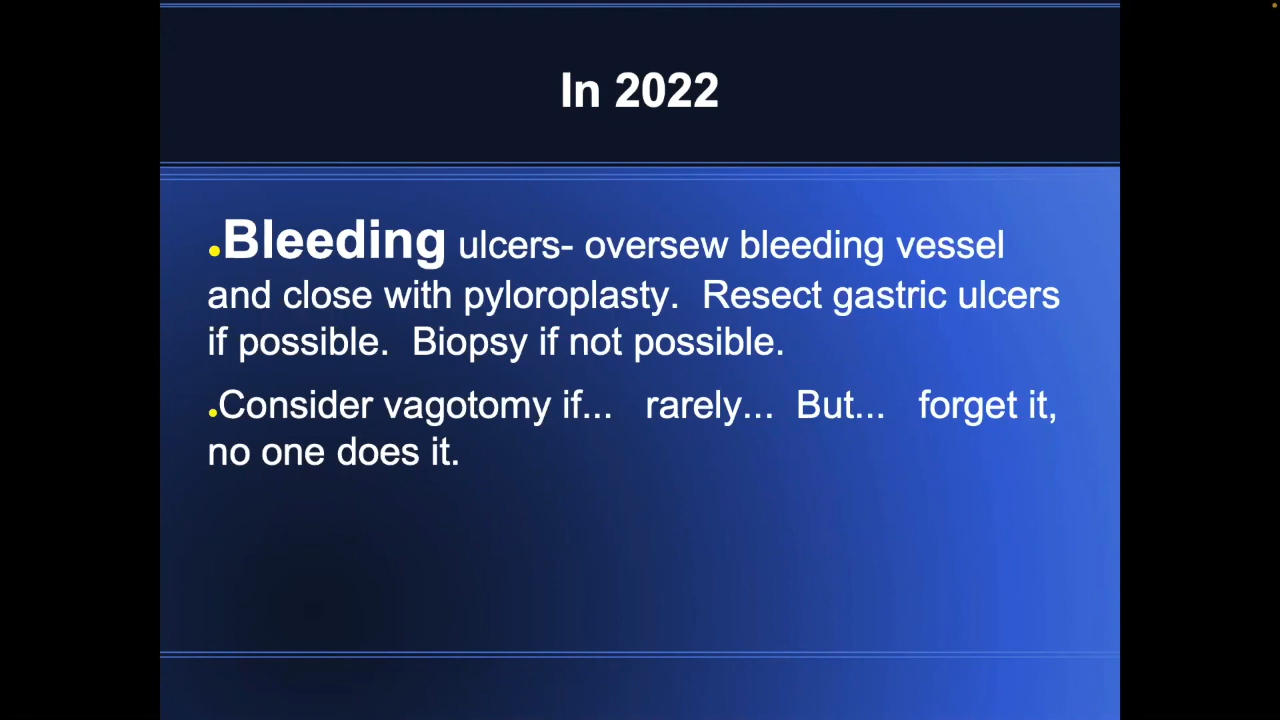 In 2022
•Bleeding ulcers- oversew bleeding vessel
and close with pyloroplasty.  Resect gastric ulcers
if possible.  Biopsy if not possible.
•Consider vagotomy if...   rarely...  But...   forget it,
no one does it.